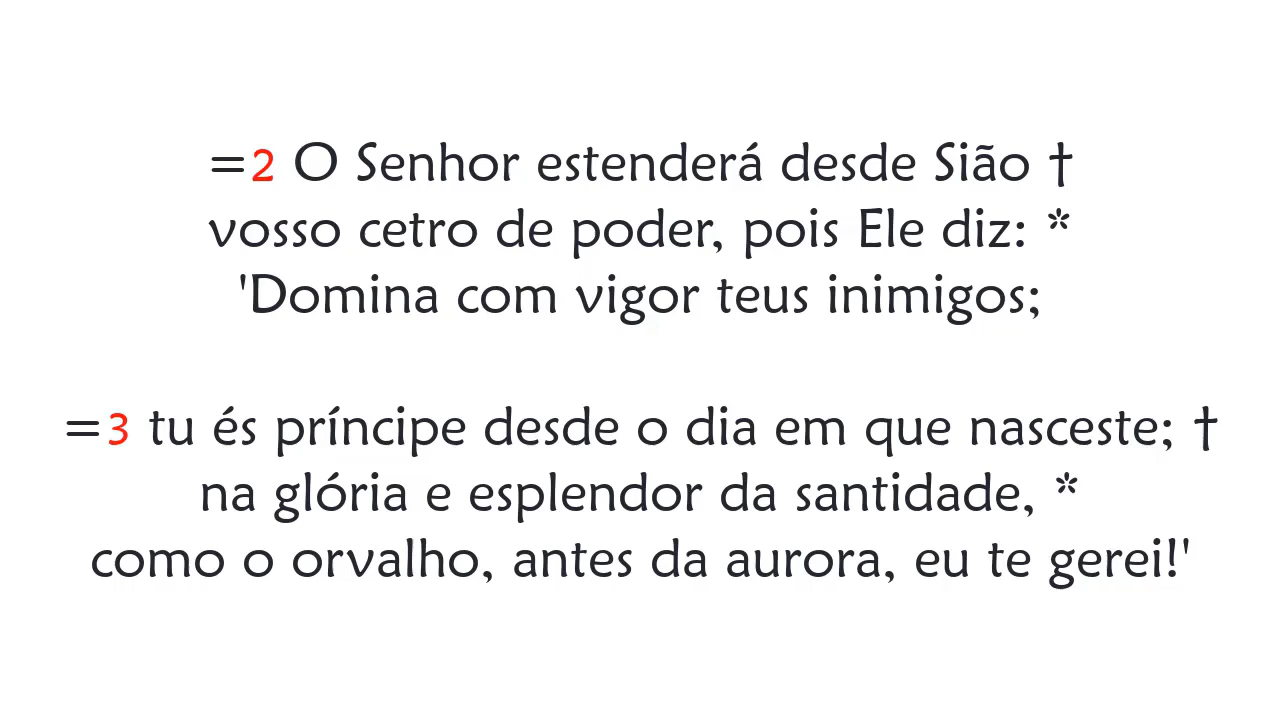 =2 O Senhor estenderá desde Sião †
vosso cetro de poder, pois Ele diz: *
'Domina com vigor teus inimigos;
=3 tu és príncipe desde o dia em que nasceste; †
na glória e esplendor da santidade, *
como o orvalho, antes da aurora, eu te gerei!'